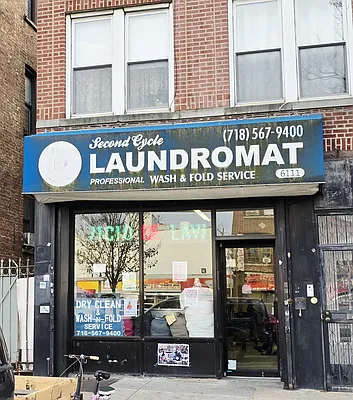 Second Cycle
(718) 567-9400
LAUNDROMAT
PROFESSIONAL WASH & FOLD SERVICE
6111
DRY CLEAN
&
WASH-N-FOLD
SERVICE
718-567-9400